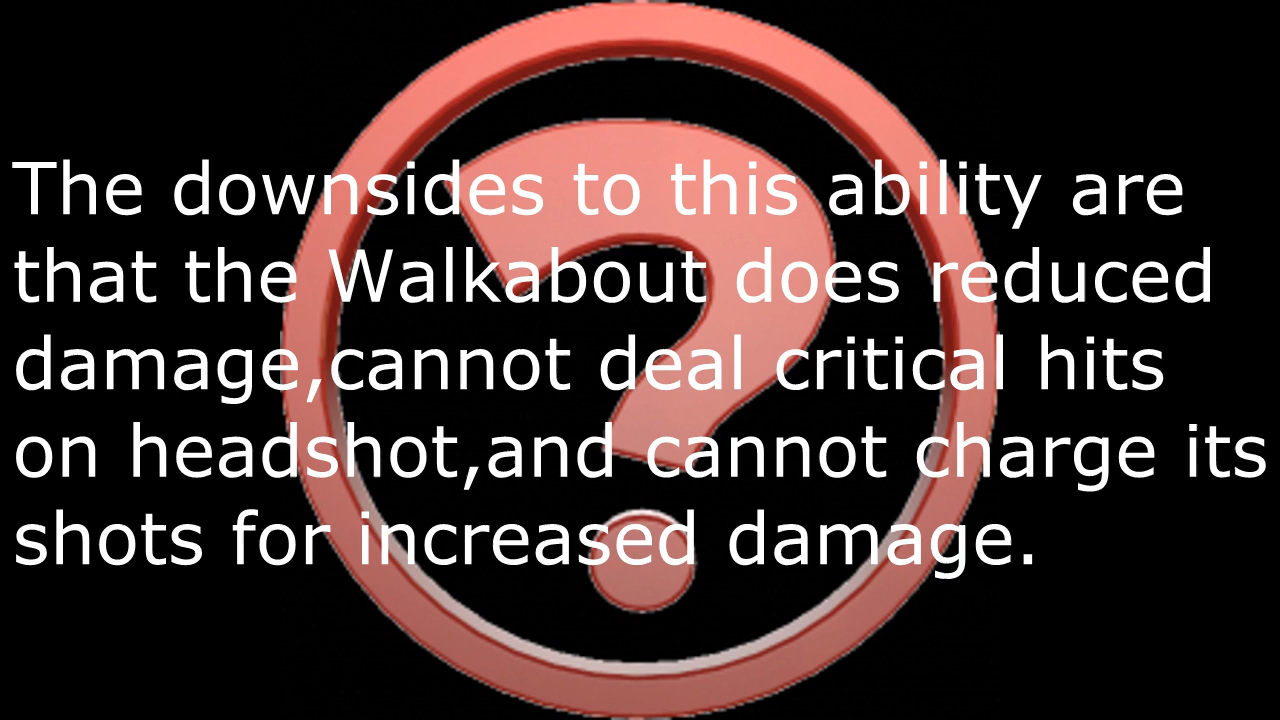 The downsides to this ability are
that the Walkabout does reduced
damage,cannot deal critical hits
on headshot,and cannot charge its
shots for increased damage.